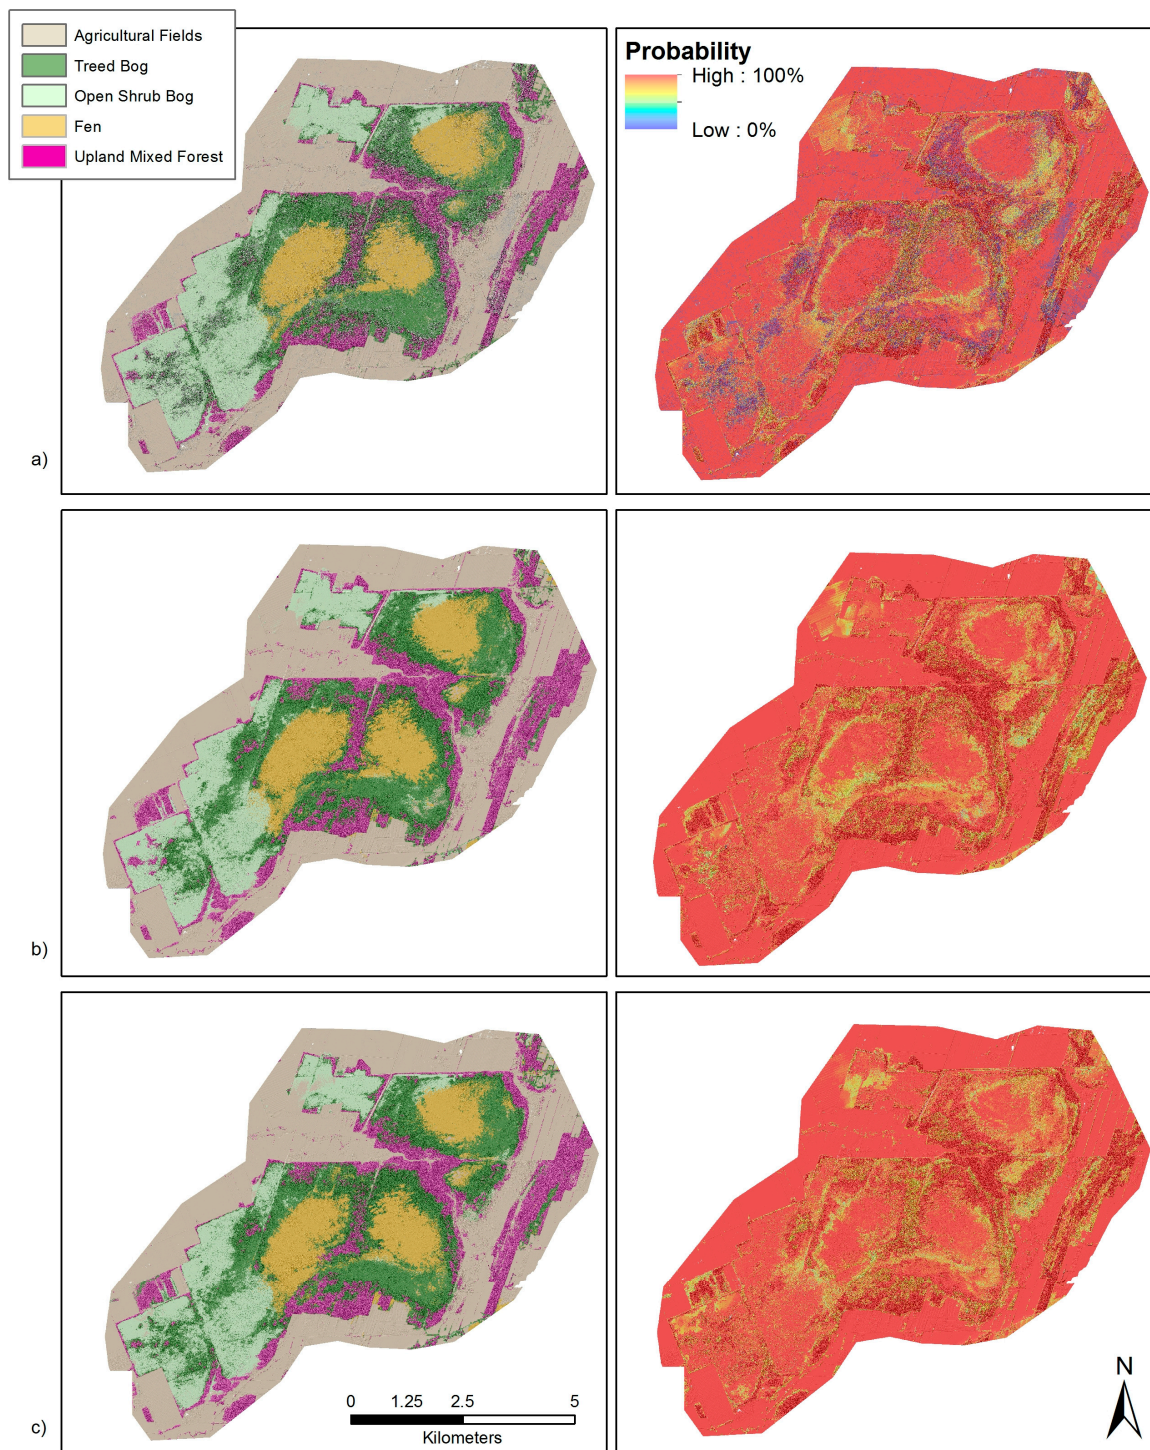 Agricultural Fields
Treed Bog
Open Shrub Bog
Fen
Upland Mixed Forest
Probability
High : 100%
Low : 0%
a)
b)
c)
0 1.25 2.5 5
Kilometers
N